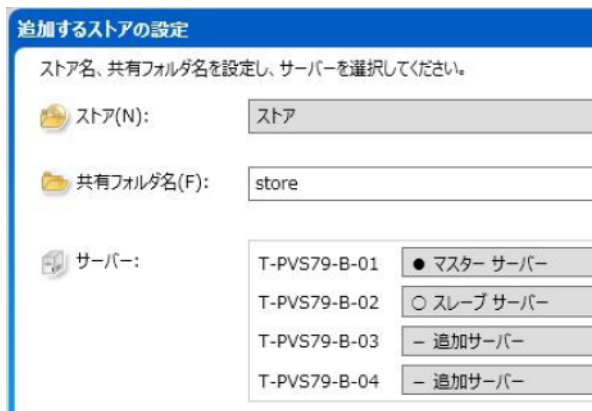 追加するストアの設定
ストア名、共有フォルダ名を設定し、サーバーを選択してください。
ストア(N): ストア
共有フォルダ名(F): store
サーバー: T-PVS79-B-01 ● マスター サーバー
T-PVS79-B-02 ○ スレーブ サーバー
T-PVS79-B-03 － 追加サーバー
T-PVS79-B-04 － 追加サーバー